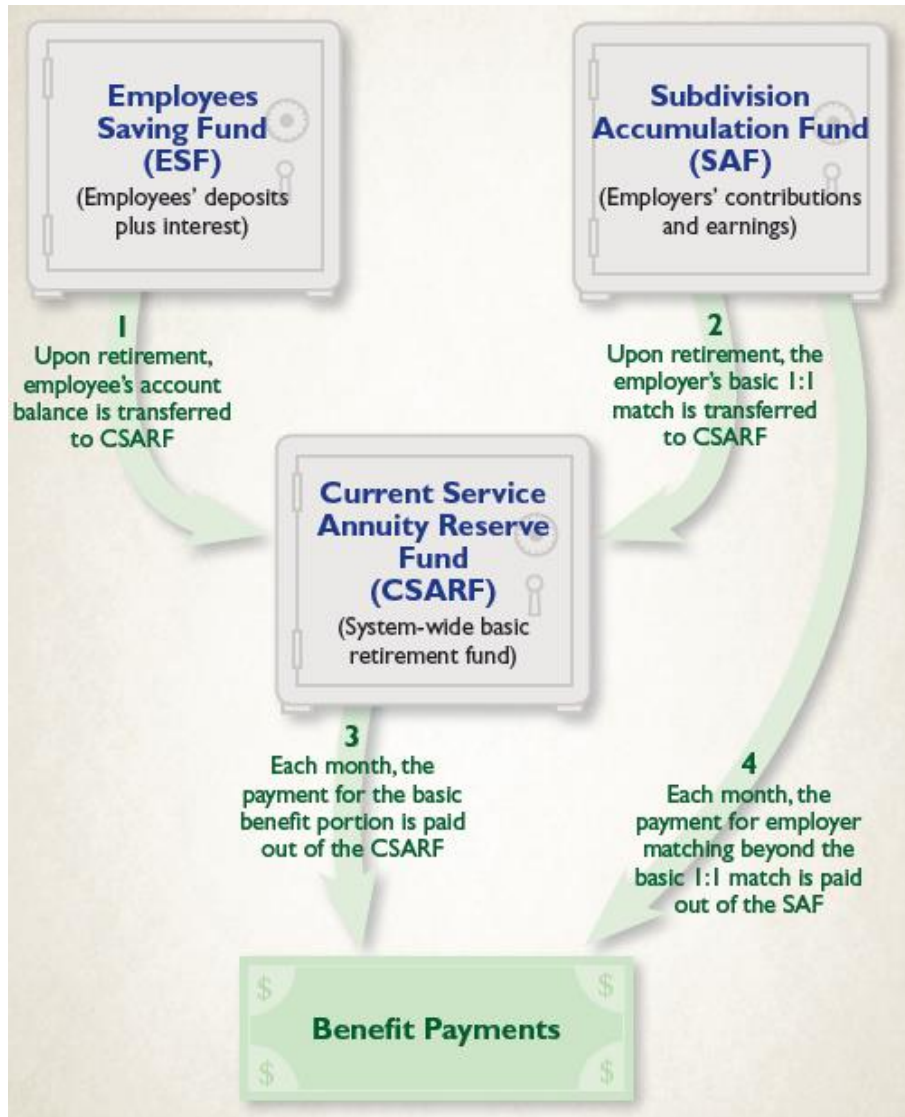 Employees
Saving Fund
(ESF)
(Employees' deposits
plus interest)
Subdivision
Accumulation Fund
(SAF)
(Employers' contributions
and earnings)
1
Upon retirement,
employee's account
balance is transferred
to CSARF
2
Upon retirement, the
employer's basic 1:1
match is transferred
to CSARF
Current Service
Annuity Reserve
Fund
(CSARF)
(System-wide basic
retirement fund)
3
Each month, the
payment for the basic
benefit portion is paid
out of the CSARF
4
Each month, the
payment for employer
matching beyond the
basic 1:1 match is paid
out of the SAF
$ $
Benefit Payments
$ $